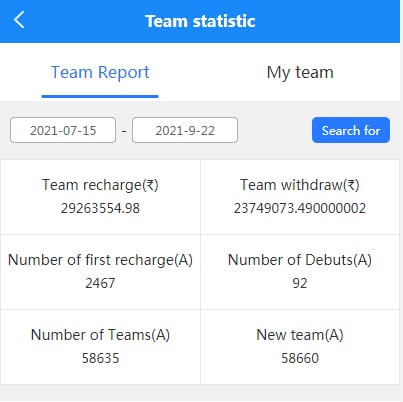 Team statistic
Team Report
My team
2021-07-15 - 2021-9-22 Search for
Team recharge(₹)
29263554.98
Team withdraw(₹)
23749073.490000002
Number of first recharge(A)
2467
Number of Debuts(A)
92
Number of Teams(A)
58635
New team(A)
58660